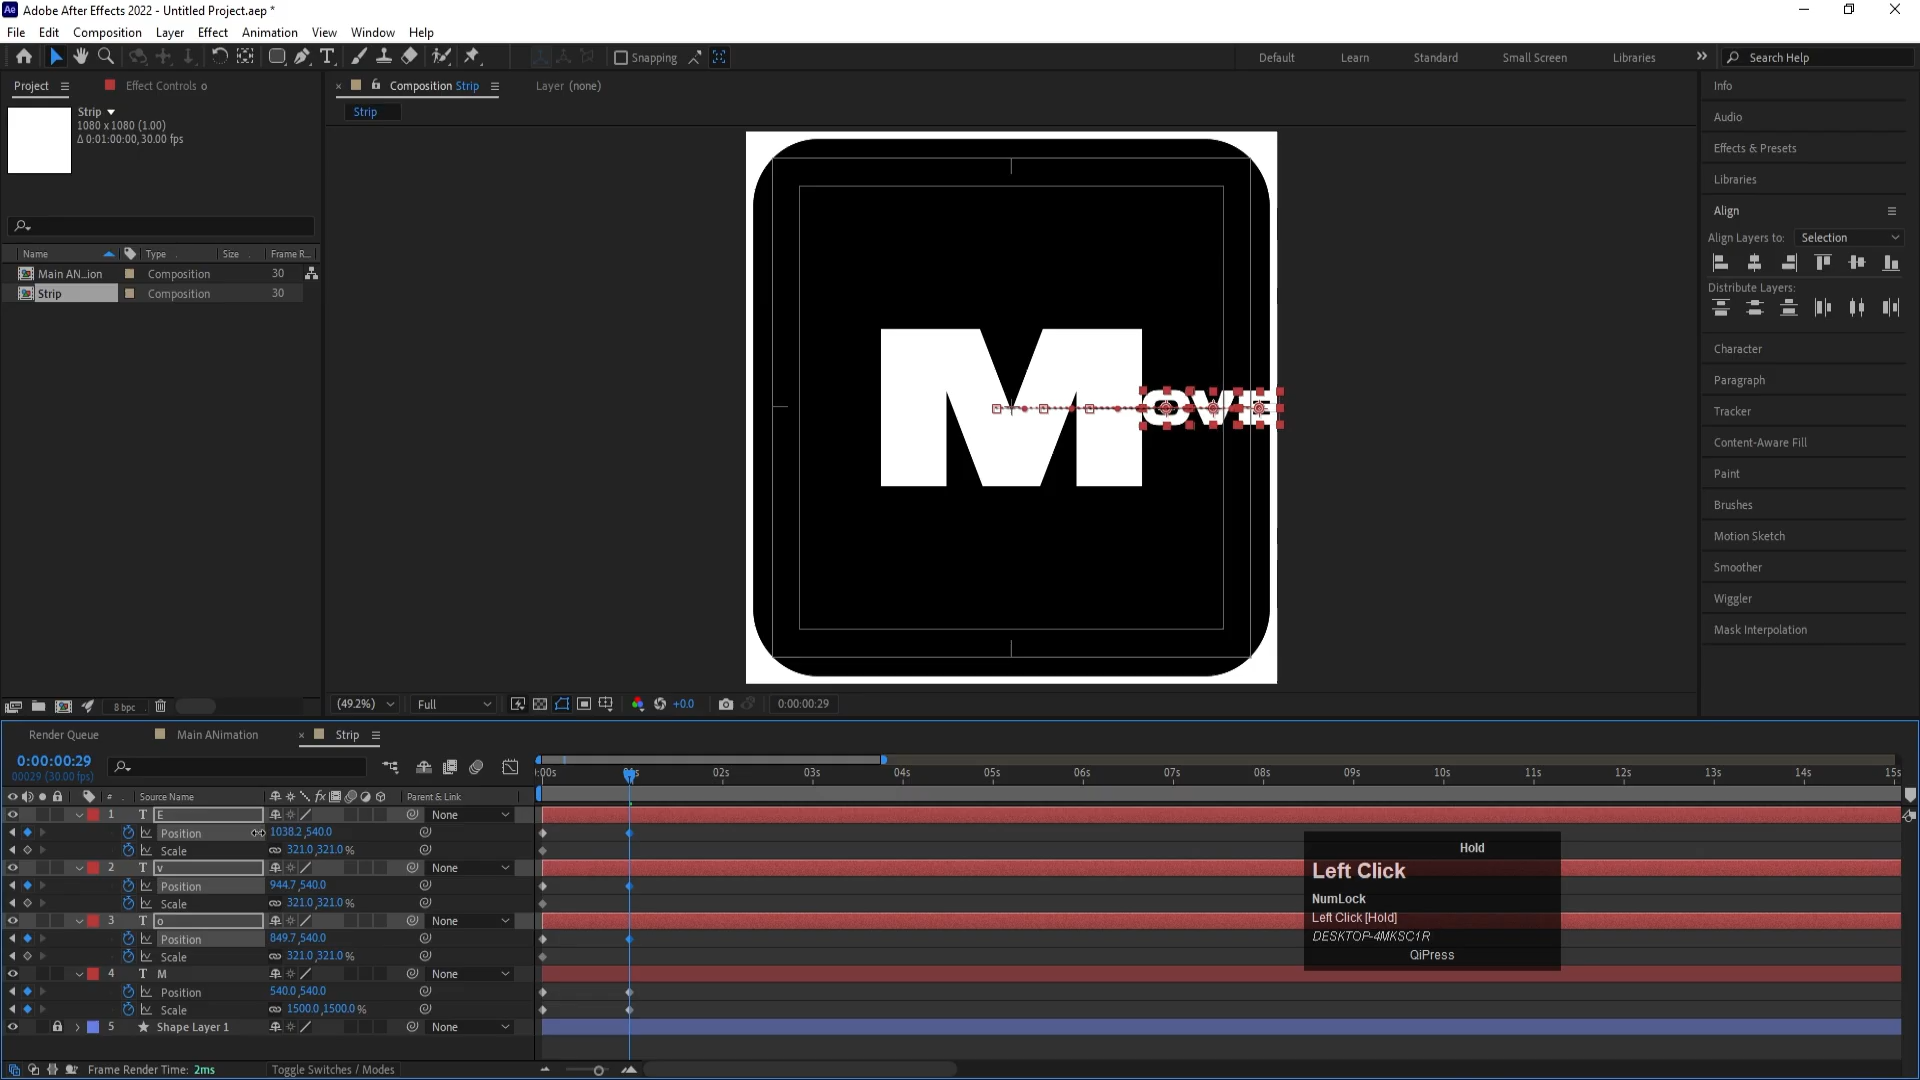 Adobe After Effects 2022 - Untitled Project.aep *
File Edit Composition Layer Effect Animation View Window Help
Snapping Default Learn Standard Small Screen Libraries Search Help
Project Effect Controls o
Composition Strip Layer (none)
Strip
Strip
1080 x 1080 (1.00)
Δ 0:01:00:00,30.00 fps
Name Type Size Frame R...
Main AN...ion Composition 30
Strip Composition 30
8 bpc
MOVE
(49.2%) Full +0.0 0:00:00:29
Info
Audio
Effects & Presets
Libraries
Align
Align Layers to: Selection
Distribute Layers:
Character
Paragraph
Tracker
Content-Aware Fill
Paint
Brushes
Motion Sketch
Smoother
Wiggler
Mask Interpolation
Render Queue Main ANimation Strip
0:00:00:29
00029 (30.00 fps)
:00s 02s 03s 04s 05s 06s 07s 08s 09s 10s 11s 12s 13s 14s 15s
# Source Name fx Parent & Link
1 T E None
Position 1038.2,540.0
Scale 321.0,321.0%
2 T v None
Position 944.7,540.0
Scale 321.0,321.0%
3 T o None
Position 849.7,540.0
Scale 321.0,321.0%
4 T M None
Position 540.0,540.0
Scale 1500.0,1500.0%
5 Shape Layer 1 None
Frame Render Time: 2ms Toggle Switches / Modes
Hold
Left Click
NumLock
Left Click [Hold]
DESKTOP-4MKSC1R
QiPress